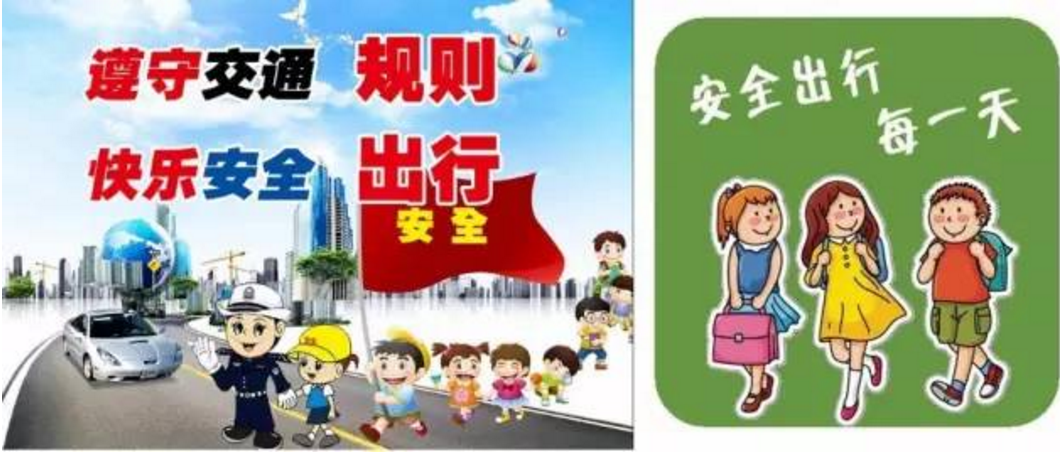 遵守交通 规则
快乐安全 出行
安全
安全出行
每一天